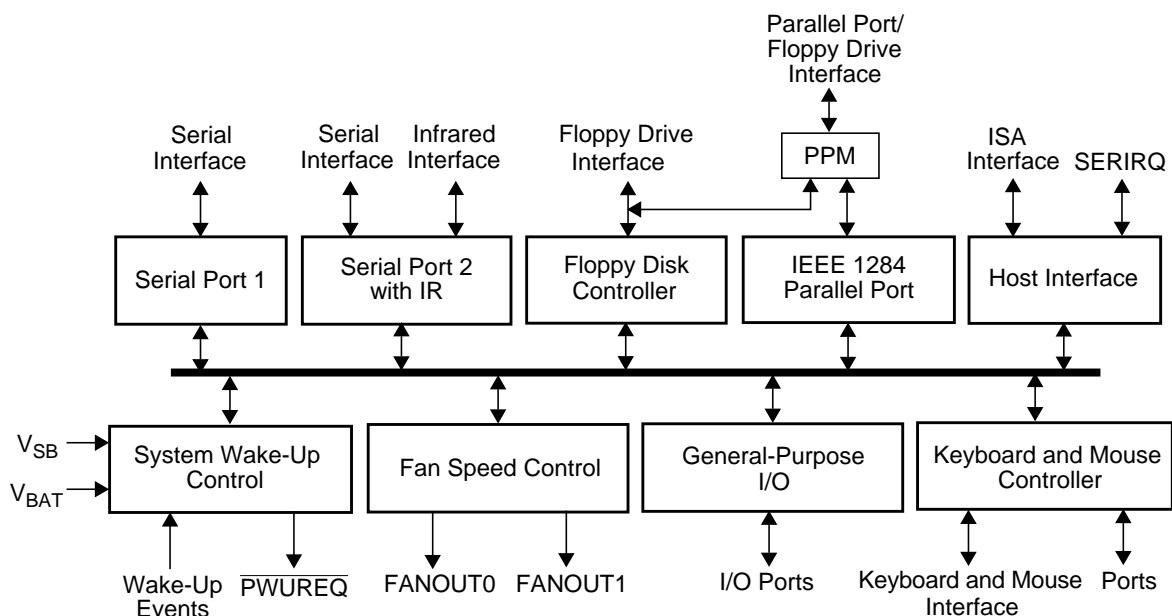 Parallel Port/
Floppy Drive
Interface
Serial
Interface
Serial
Interface
Infrared
Interface
Floppy Drive
Interface
PPM
ISA
Interface
SERIRQ
Serial Port 1
Serial Port 2
with IR
Floppy Disk
Controller
IEEE 1284
Parallel Port
Host Interface
VSB
VBAT
System Wake-Up
Control
Fan Speed Control
General-Purpose
I/O
Keyboard and Mouse
Controller
Wake-Up
Events
PWUREQ
FANOUT0
FANOUT1
I/O Ports
Keyboard and Mouse
Interface
Ports